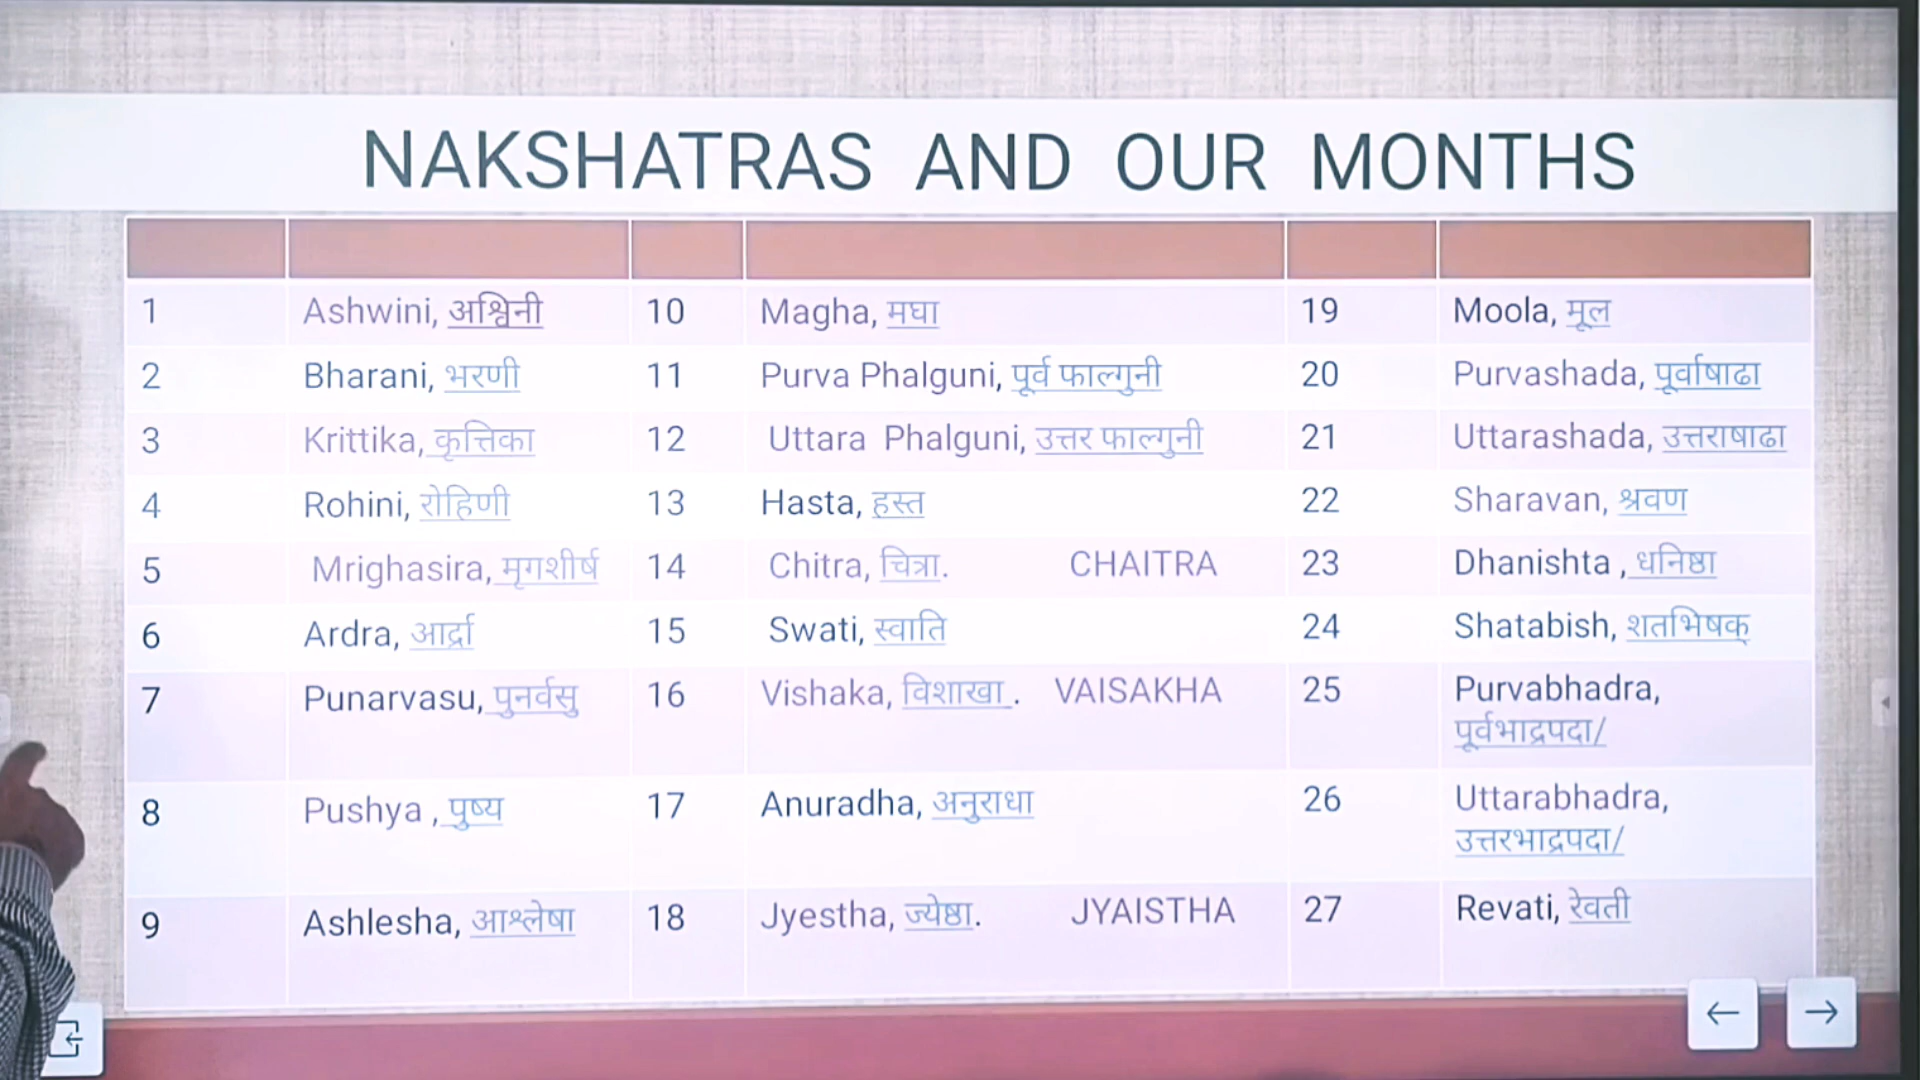 NAKSHATRAS AND OUR MONTHS
1 Ashwini, अश्विनी 10 Magha, मघा 19 Moola, मूल
2 Bharani, भरणी 11 Purva Phalguni, पूर्व फाल्गुनी 20 Purvashada, पूर्वाषाढा
3 Krittika, कृत्तिका 12 Uttara Phalguni, उत्तर फाल्गुनी 21 Uttarashada, उत्तराषाढा
4 Rohini, रोहिणी 13 Hasta, हस्त 22 Sharavan, श्रवण
5 Mrighasira, मृगशीर्ष 14 Chitra, चित्रा. CHAITRA 23 Dhanishta , धनिष्ठा
6 Ardra, आर्द्रा 15 Swati, स्वाति 24 Shatabish, शतभिषक्
7 Punarvasu, पुनर्वसु 16 Vishaka, विशाखा . VAISAKHA 25 Purvabhadra,
पूर्वभाद्रपदा/
8 Pushya , पुष्य 17 Anuradha, अनुराधा 26 Uttarabhadra,
उत्तरभाद्रपदा/
9 Ashlesha, आश्लेषा 18 Jyestha, ज्येष्ठा. JYAISTHA 27 Revati, रेवती